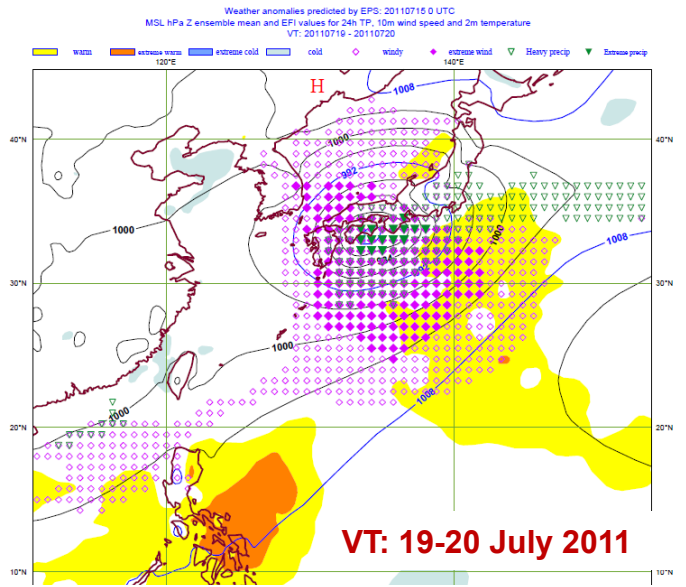 Weather anomalies predicted by EPS: 20110715 0 UTC
MSL hPa Z ensemble mean and EFI values for 24h TP, 10m wind speed and 2m temperature
VT: 20110719 - 20110720
warm extreme warm extreme cold cold windy extreme wind Heavy precip Extreme precip
120°E 140°E
H
1008
40°N 40°N
1000
992
1000
1000
1008
30°N 30°N
1000
1008
1000
20°N 20°N
VT: 19-20 July 2011
10°N 10°N